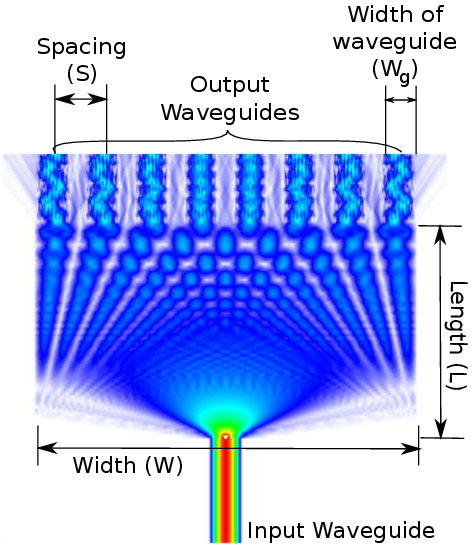 Width of
waveguide
(Wg)
Spacing
(S)
Output
Waveguides
Length (L)
Width (W)
Input Waveguide